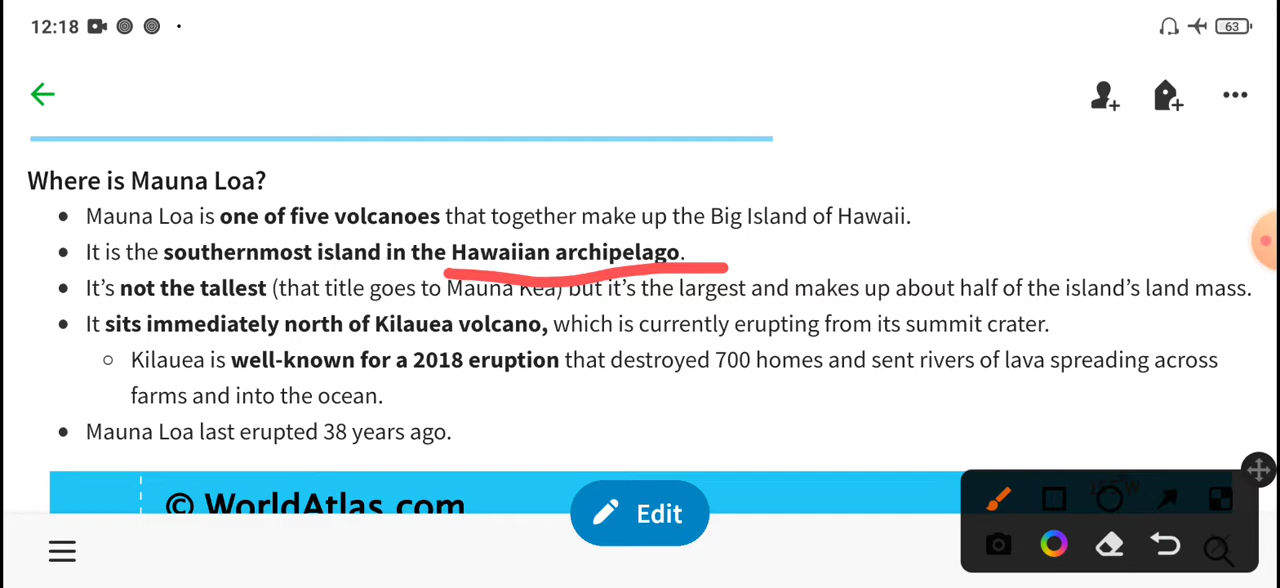 12:18
63
Where is Mauna Loa?
Mauna Loa is one of five volcanoes that together make up the Big Island of Hawaii.
It is the southernmost island in the Hawaiian archipelago.
It's not the tallest (that title goes to Mauna Kea) but it's the largest and makes up about half of the island's land mass.
It sits immediately north of Kilauea volcano, which is currently erupting from its summit crater.
Kilauea is well-known for a 2018 eruption that destroyed 700 homes and sent rivers of lava spreading across
farms and into the ocean.
Mauna Loa last erupted 38 years ago.
© WorldAtlas.com
Edit